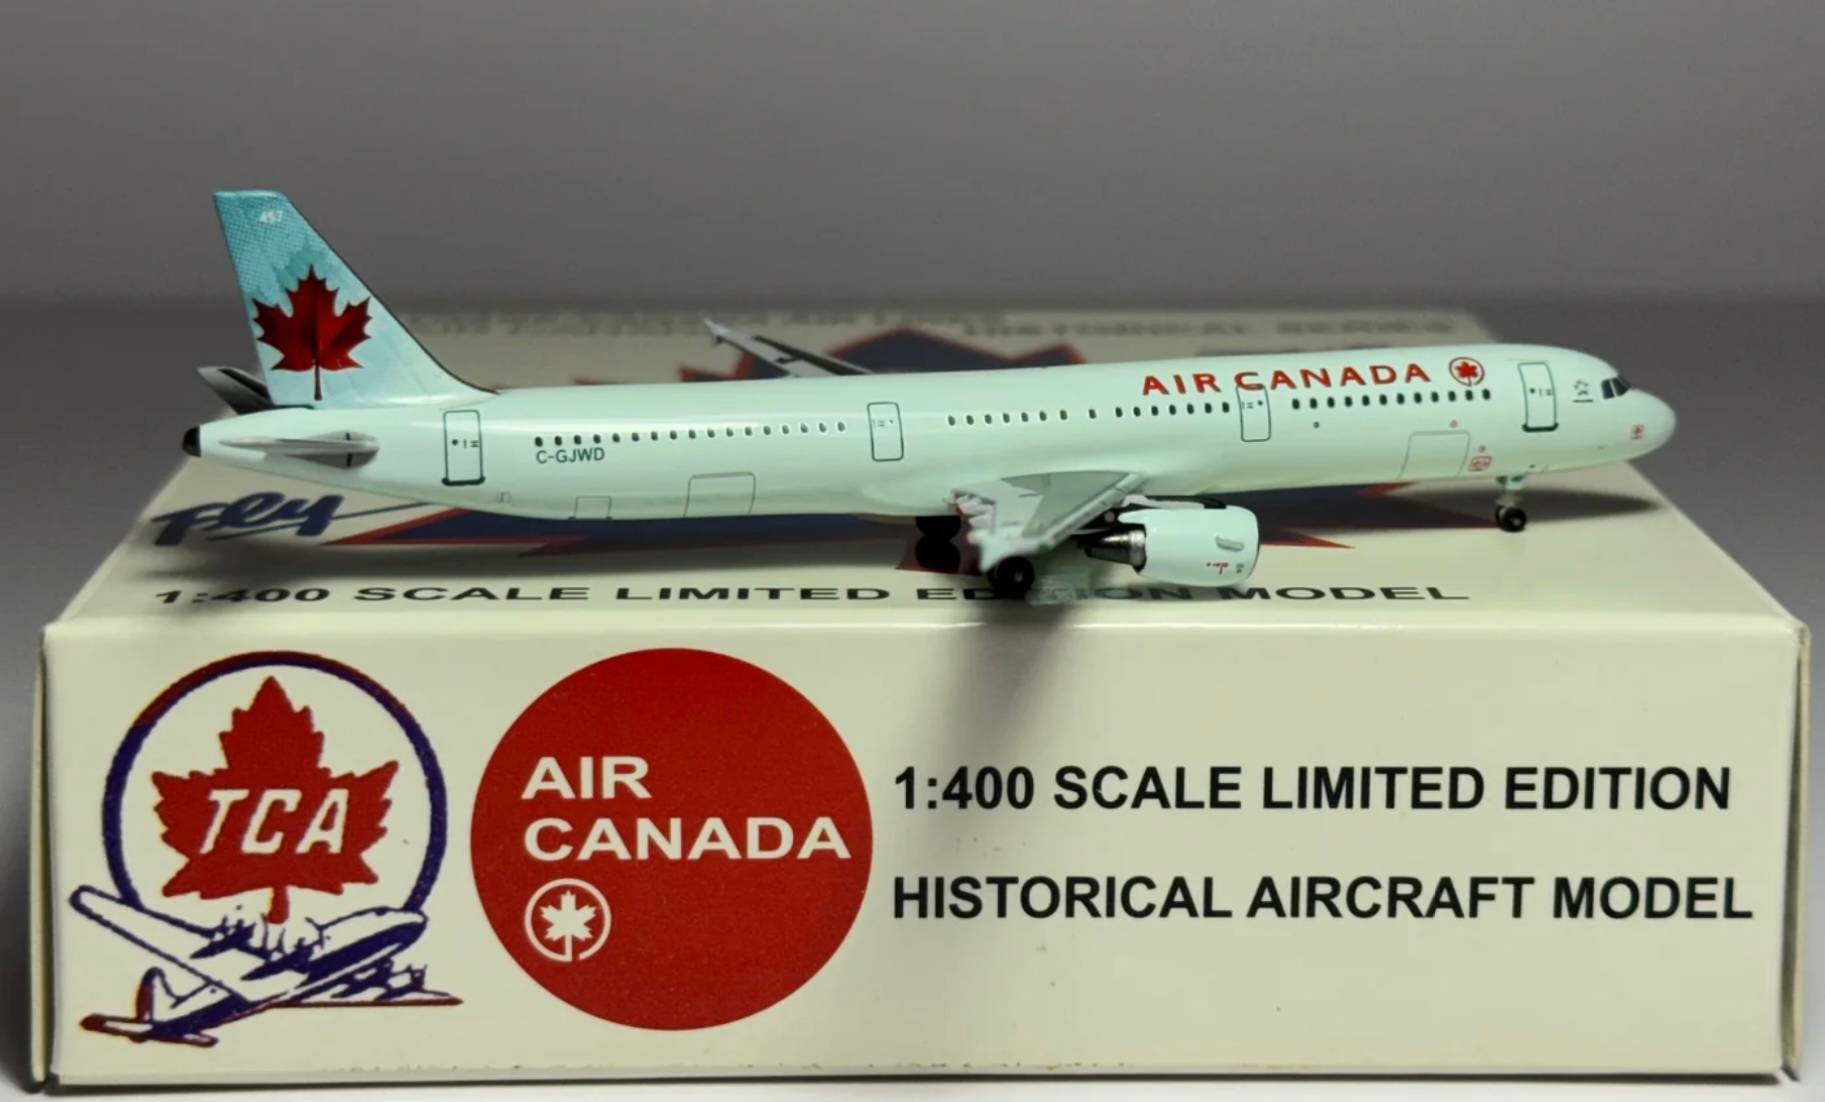 457
AIR CANADA
C-GJWD
Fly
1:400 SCALE LIMITED EDITION MODEL
TCA
AIR
CANADA
1:400 SCALE LIMITED EDITION
HISTORICAL AIRCRAFT MODEL